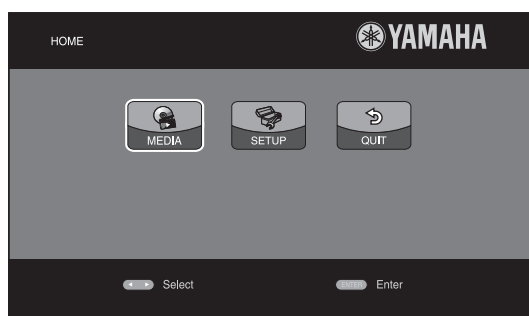 HOME
YAMAHA
MEDIA
SETUP
QUIT
Select
ENTER Enter